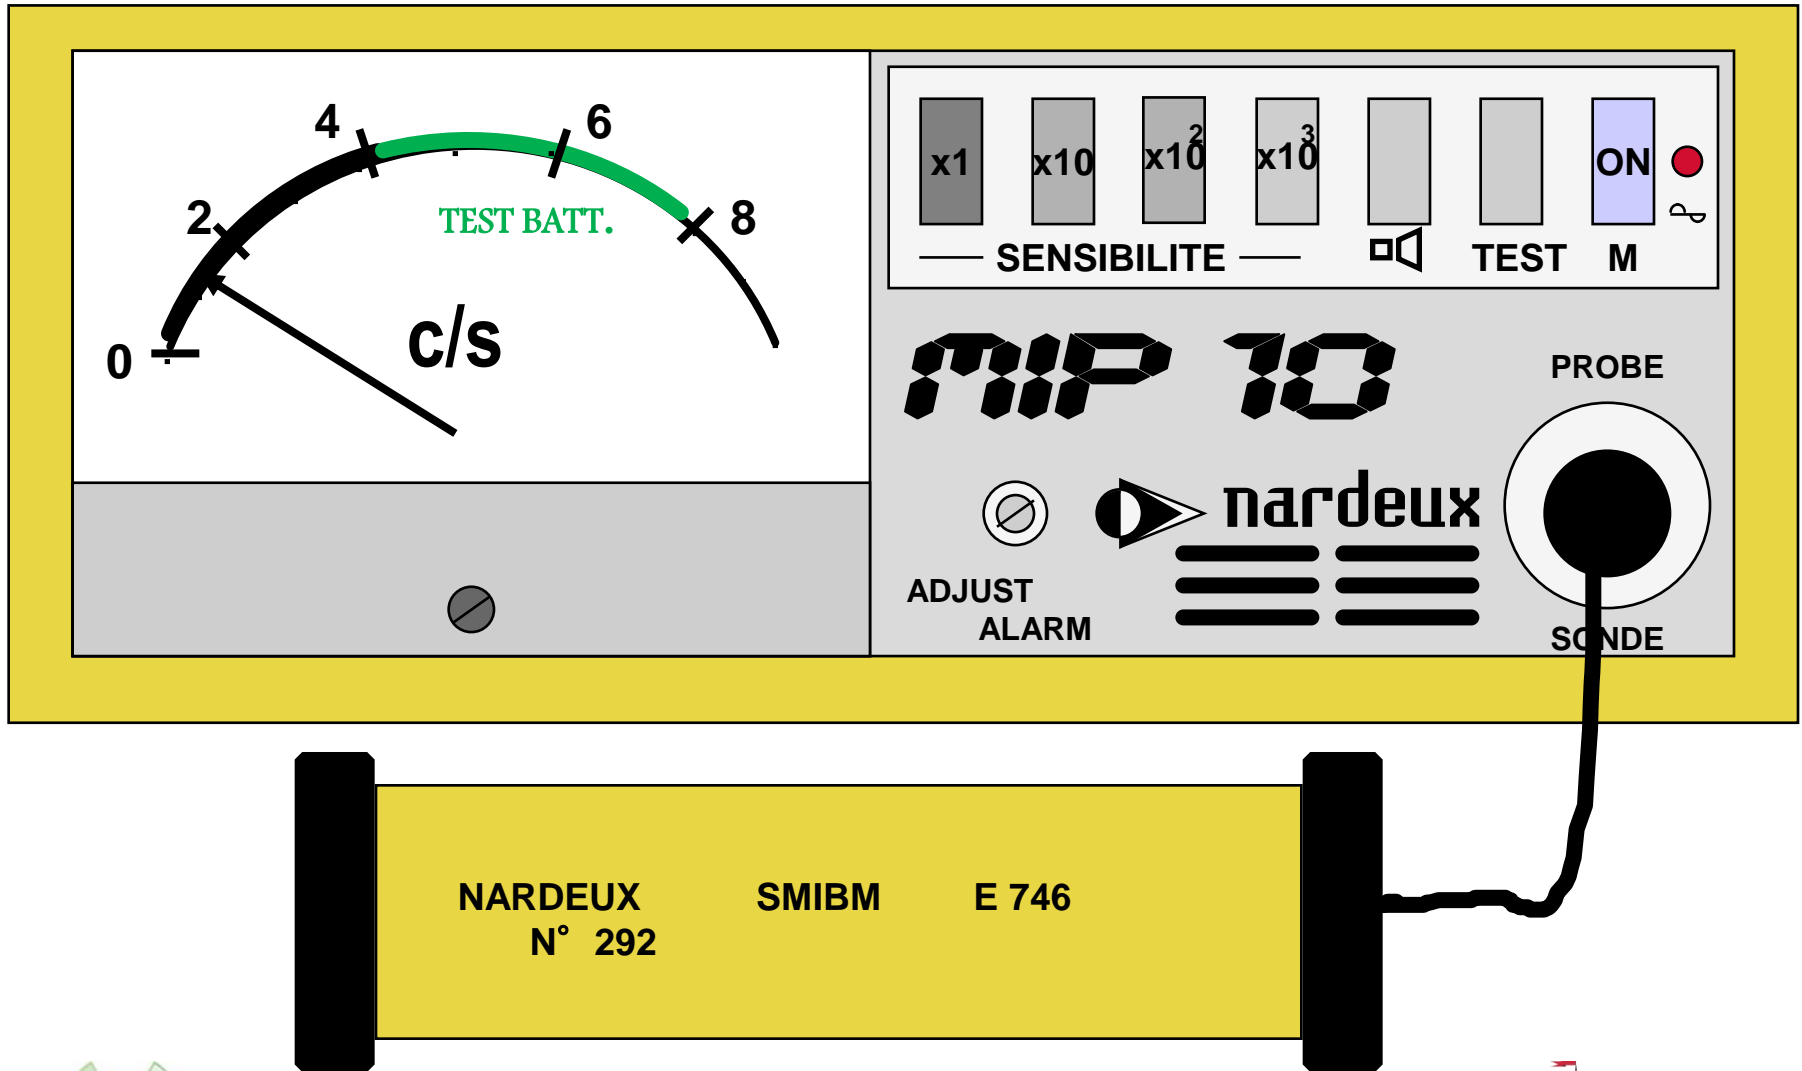 0
2
4
6
8
TEST BATT.
c/s
x1 x10 x10² x10³ ON
SENSIBILITE TEST M
MIP 10
PROBE
nardeux
ADJUST
ALARM
SONDE
NARDEUX SMIBM E 746
N° 292